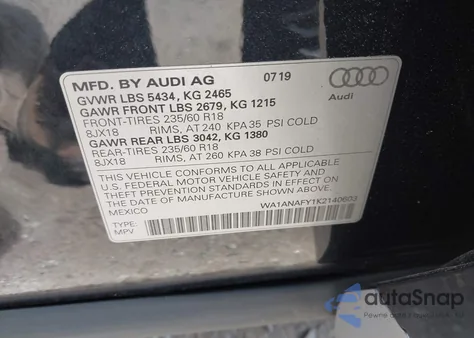 MFD. BY AUDI AG 07/19
GVWR LBS 5434, KG 2465
GAWR FRONT LBS 2679, KG 1215
FRONT-TIRES 235/60 R18
8JX18 RIMS, AT 240 KPA 35 PSI COLD
GAWR REAR LBS 3042, KG 1380
REAR-TIRES 235/60 R18
8JX18 RIMS, AT 260 KPA 38 PSI COLD
Audi
THIS VEHICLE CONFORMS TO ALL APPLICABLE
U.S. FEDERAL MOTOR VEHICLE SAFETY AND
THEFT PREVENTION STANDARDS IN EFFECT ON
THE DATE OF MANUFACTURE SHOWN ABOVE.
MEXICO
TYPE: WA1ANAFY1K2140603
MPV
autoSnap